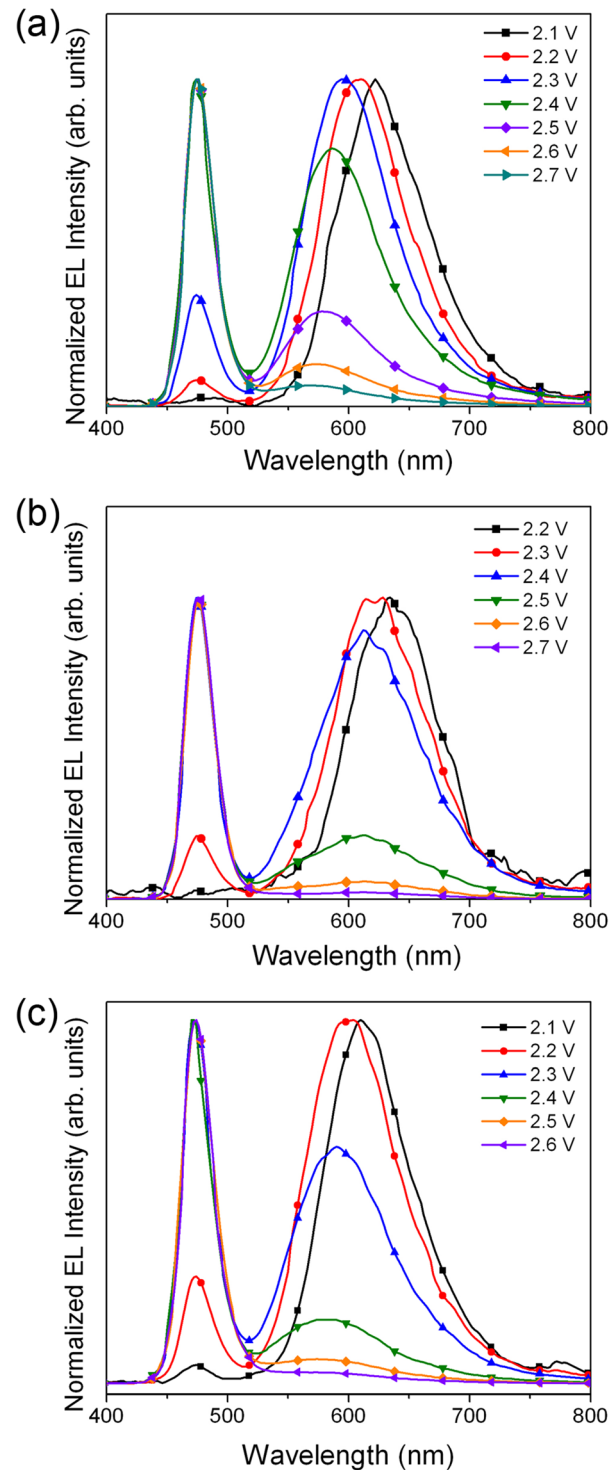 (a)
Normalized EL Intensity (arb. units)
2.1 V
2.2 V
2.3 V
2.4 V
2.5 V
2.6 V
2.7 V
400 500 600 700 800
Wavelength (nm)
(b)
Normalized EL Intensity (arb. units)
2.2 V
2.3 V
2.4 V
2.5 V
2.6 V
2.7 V
400 500 600 700 800
Wavelength (nm)
(c)
Normalized EL Intensity (arb. units)
2.1 V
2.2 V
2.3 V
2.4 V
2.5 V
2.6 V
400 500 600 700 800
Wavelength (nm)